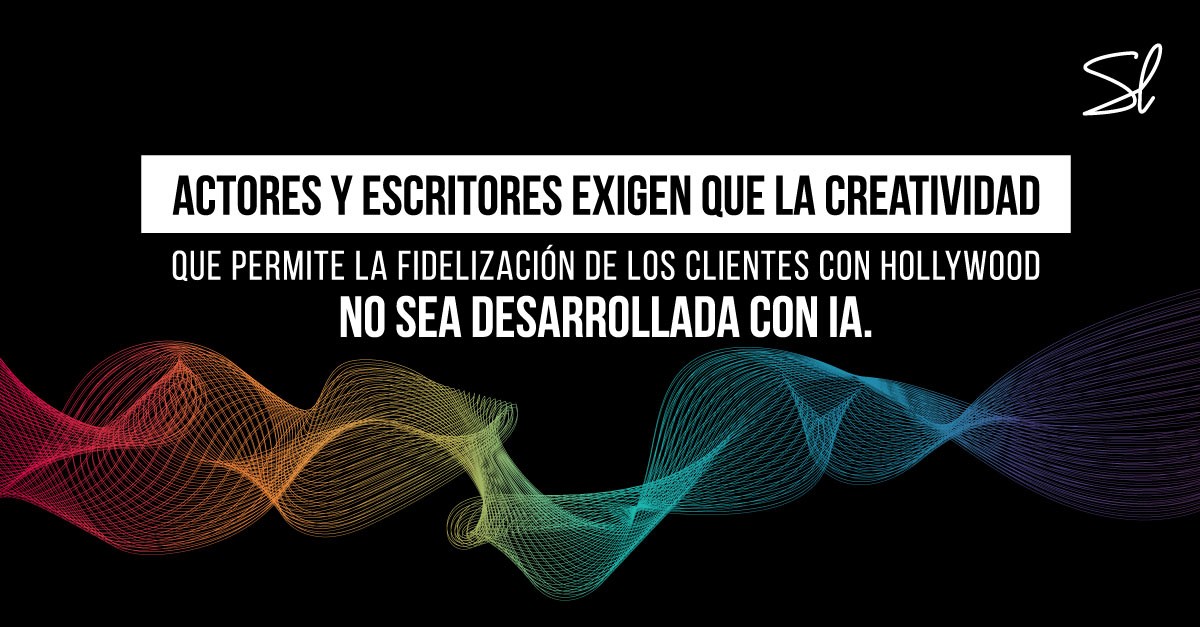 Sl
ACTORES Y ESCRITORES EXIGEN QUE LA CREATIVIDAD
QUE PERMITE LA FIDELIZACIÓN DE LOS CLIENTES CON HOLLYWOOD
NO SEA DESARROLLADA CON IA.